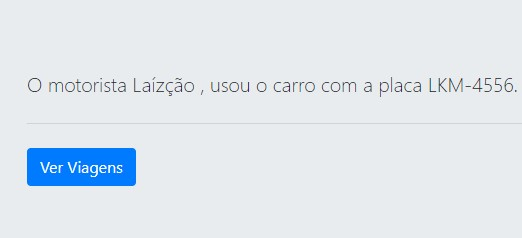 O motorista Laízção , usou o carro com a placa LKM-4556.
Ver Viagens